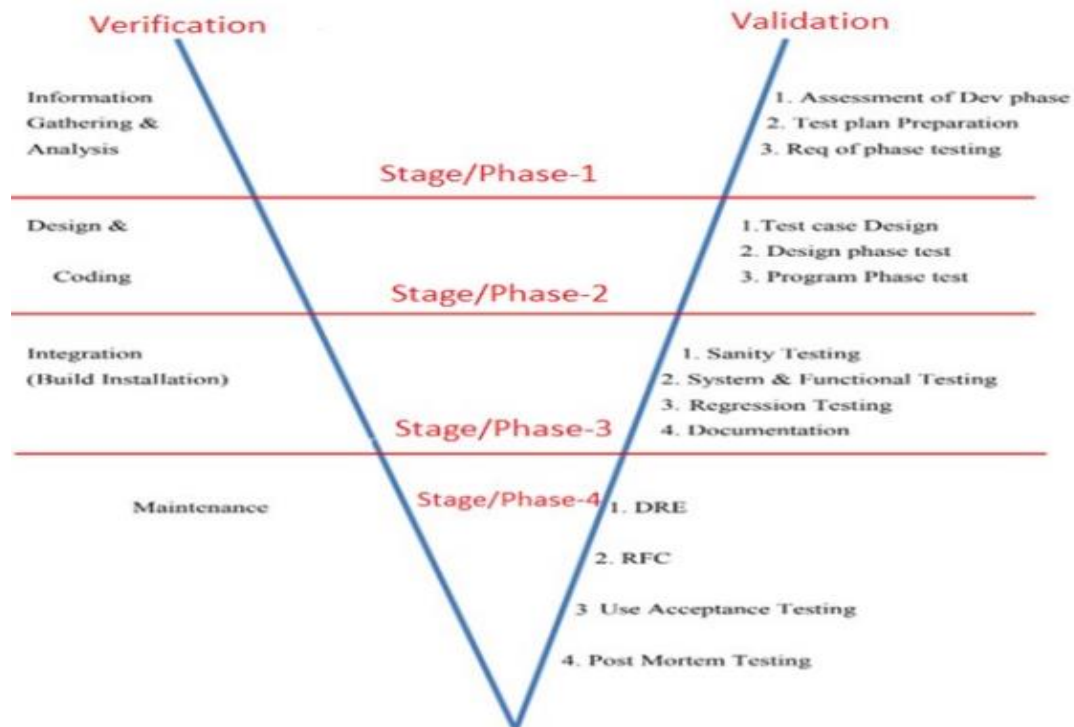 Verification
Validation
Information
Gathering &
Analysis
1. Assessment of Dev phase
2. Test plan Preparation
3. Req of phase testing
Stage/Phase-1
Design &
Coding
1.Test case Design
2. Design phase test
3. Program Phase test
Stage/Phase-2
Integration
(Build Installation)
1. Sanity Testing
2. System & Functional Testing
3. Regression Testing
4. Documentation
Stage/Phase-3
Maintenance
Stage/Phase-4
1. DRE
2. RFC
3 Use Acceptance Testing
4. Post Mortem Testing